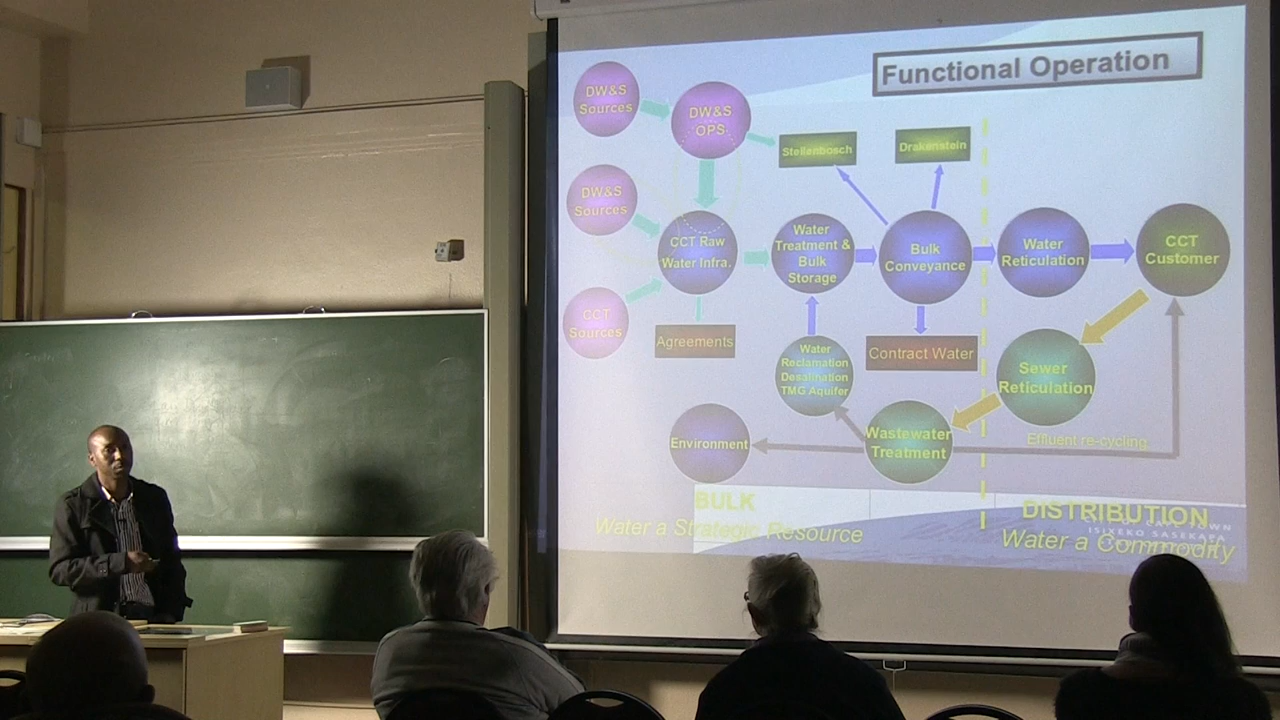 Functional Operation
DW&S
Sources
DW&S
OPS
Stellenbosch
Drakenstein
DW&S
Sources
CCT Raw
Water Infra.
Water
Treatment &
Bulk
Storage
Bulk
Conveyance
Water
Reticulation
CCT
Customer
CCT
Sources
Agreements
Water
Reclamation
Desalination
TMG Aquifer
Contract Water
Sewer
Reticulation
Environment
Wastewater
Treatment
Effluent re-cycling
BULK
Water a Strategic Resource
DISTRIBUTION
Water a Commodity
ISIXEKO SASEKAPA